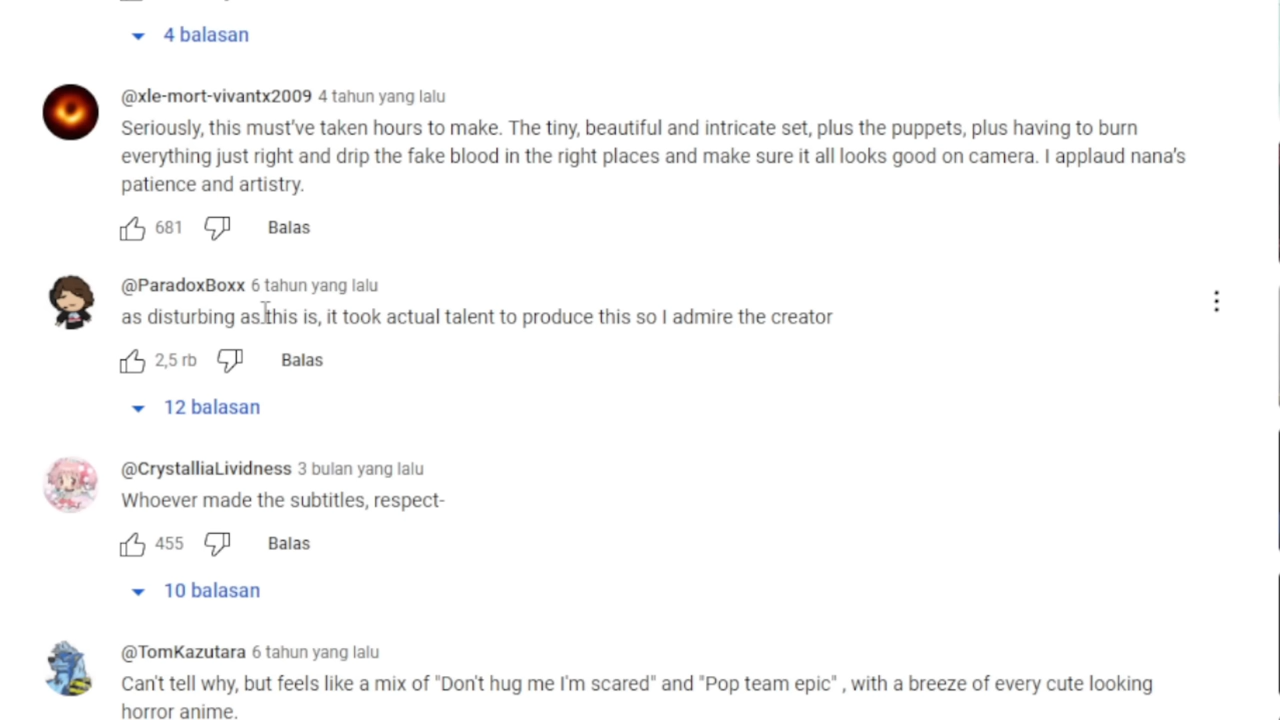 4 balasan
@xle-mort-vivantx2009 4 tahun yang lalu
Seriously, this must've taken hours to make. The tiny, beautiful and intricate set, plus the puppets, plus having to burn
everything just right and drip the fake blood in the right places and make sure it all looks good on camera. I applaud nana's
patience and artistry.
681 Balas
@ParadoxBoxx 6 tahun yang lalu
as disturbing as this is, it took actual talent to produce this so I admire the creator
2,5 rb Balas
12 balasan
@CrystalliaLividness 3 bulan yang lalu
Whoever made the subtitles, respect-
455 Balas
10 balasan
@TomKazutara 6 tahun yang lalu
Can't tell why, but feels like a mix of "Don't hug me I'm scared" and "Pop team epic" , with a breeze of every cute looking
horror anime.